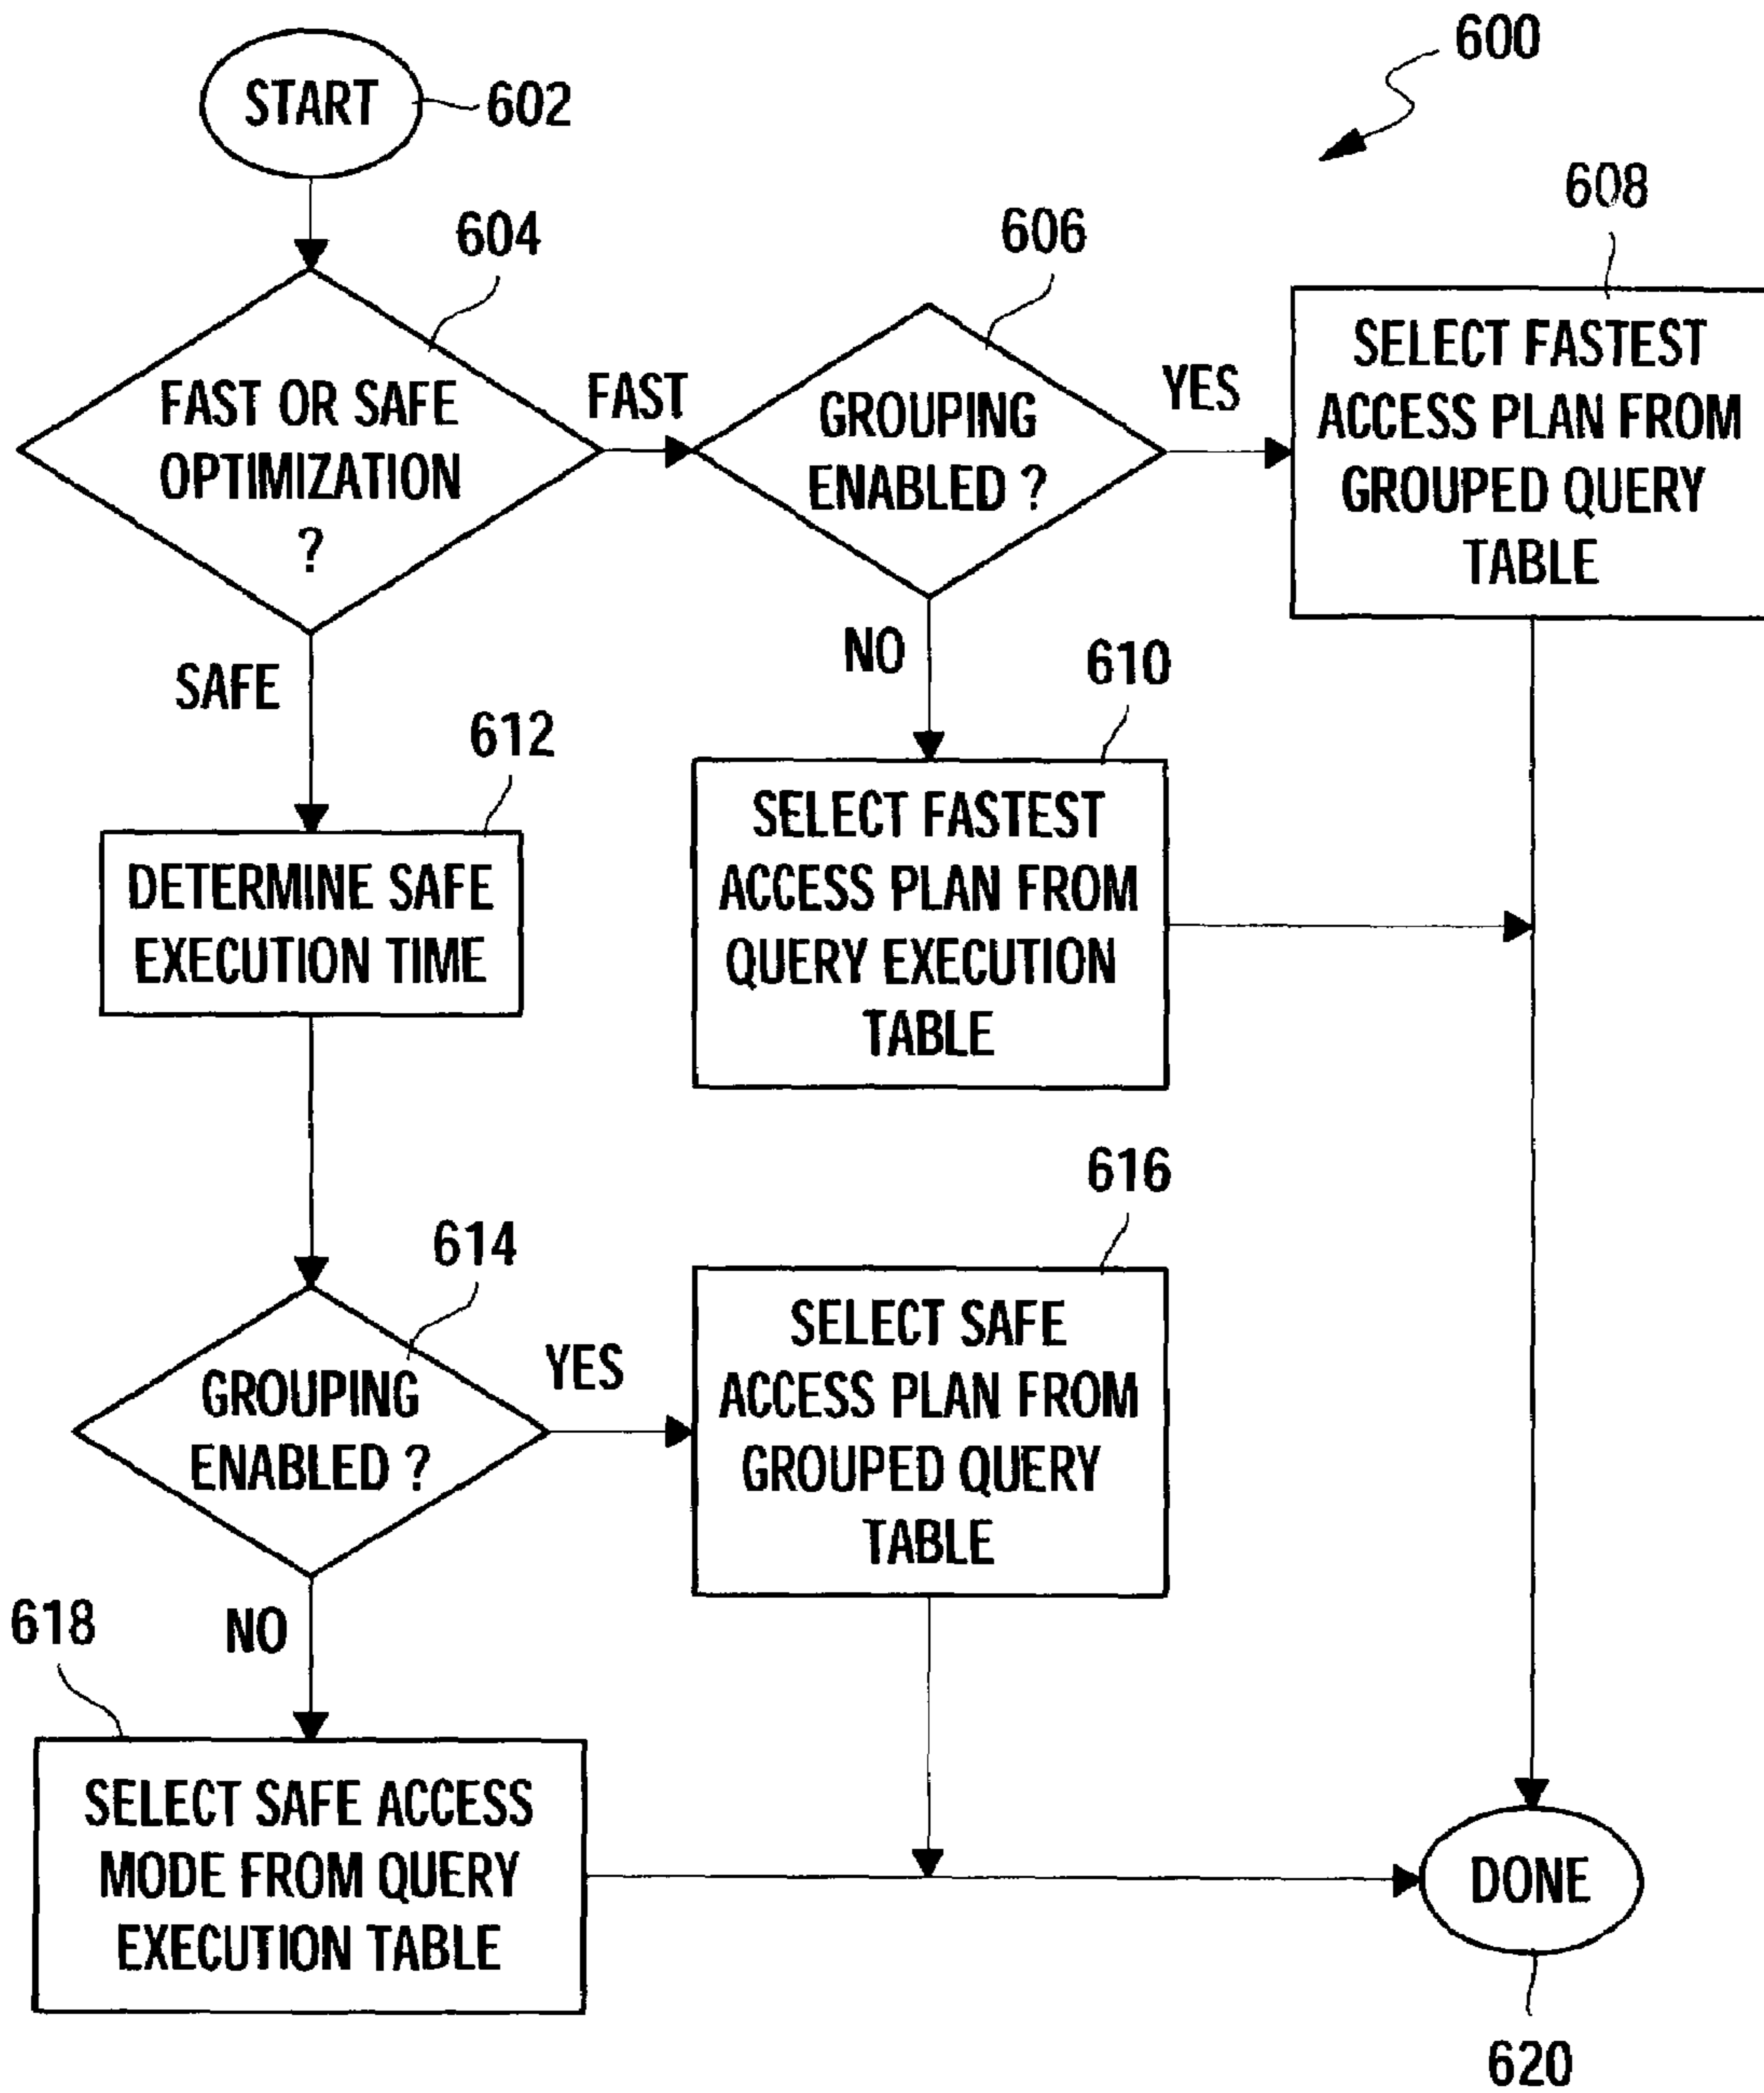 600
START
602
604
606
608
FAST OR SAFE
OPTIMIZATION
?
FAST
GROUPING
ENABLED ?
YES
SELECT FASTEST
ACCESS PLAN FROM
GROUPED QUERY
TABLE
SAFE
NO
610
612
SELECT FASTEST
ACCESS PLAN FROM
QUERY EXECUTION
TABLE
DETERMINE SAFE
EXECUTION TIME
614
616
GROUPING
ENABLED ?
YES
SELECT SAFE
ACCESS PLAN FROM
GROUPED QUERY
TABLE
618
NO
SELECT SAFE ACCESS
MODE FROM QUERY
EXECUTION TABLE
DONE
620